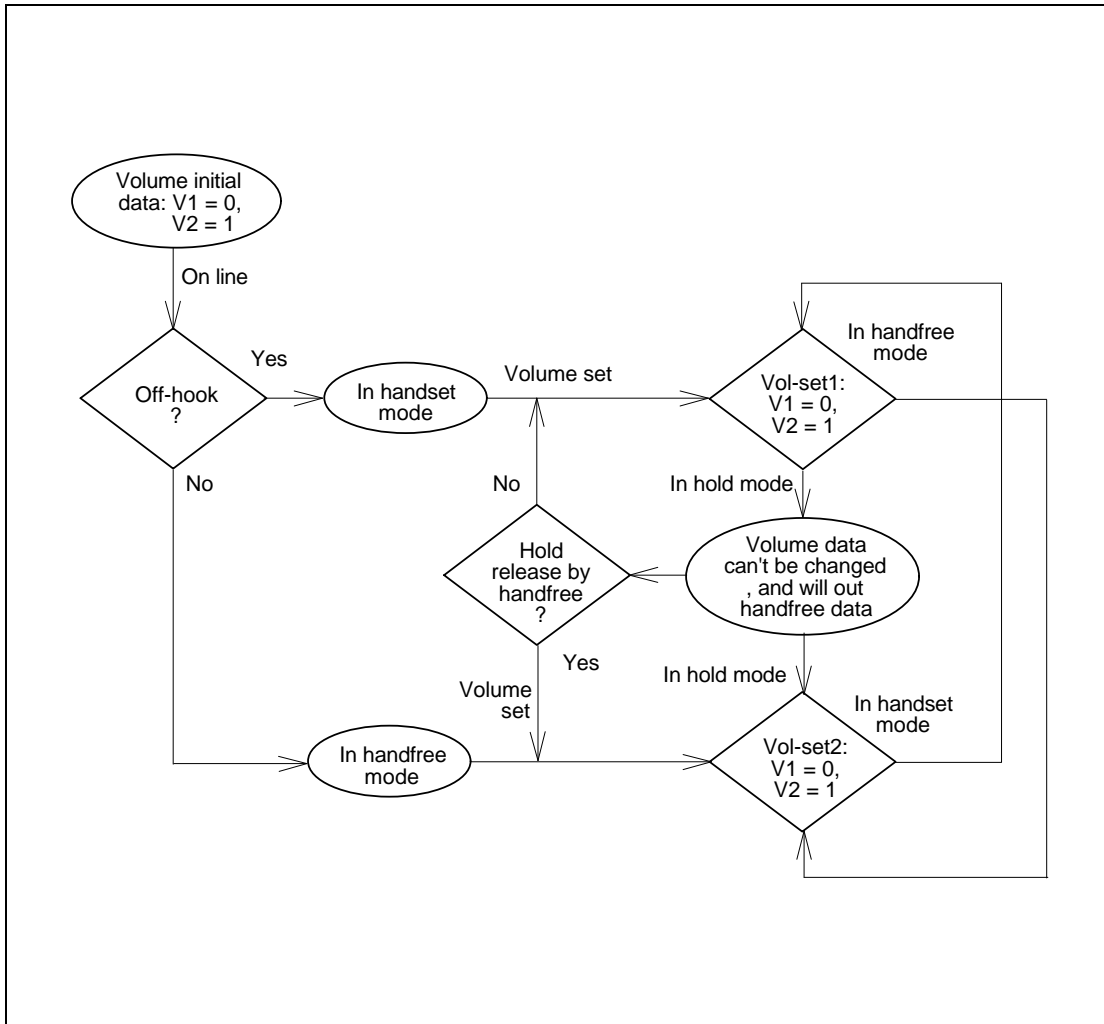 Volume initial
data: V1 = 0,
V2 = 1
On line
Off-hook
?
Yes
No
In handset
mode
Volume set
Vol-set1:
V1 = 0,
V2 = 1
In handfree
mode
In hold mode
Volume data
can't be changed
, and will out
handfree data
Hold
release by
handfree
?
No
Yes
Volume
set
In hold mode
In handfree
mode
Vol-set2:
V1 = 0,
V2 = 1
In handset
mode